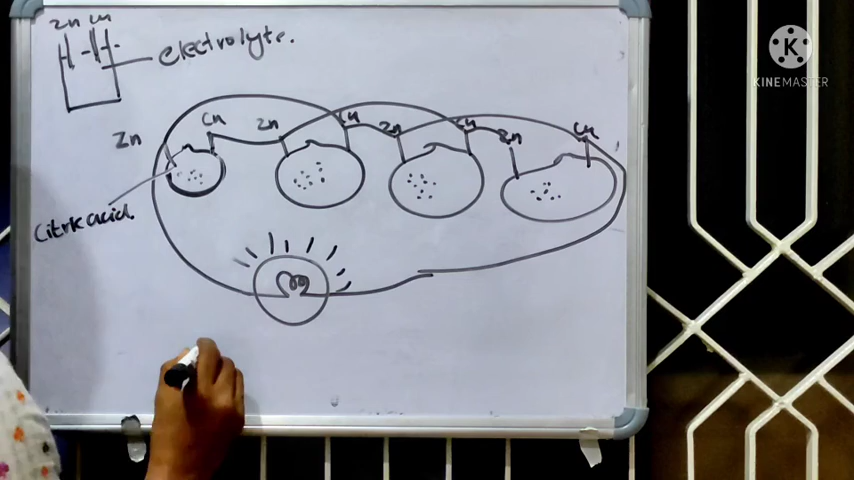 Zn Cu
electrolyte.
Zn Cu Zn Cu Zn Cu Zn Cu
Citric acid.
K
KINEMASTER